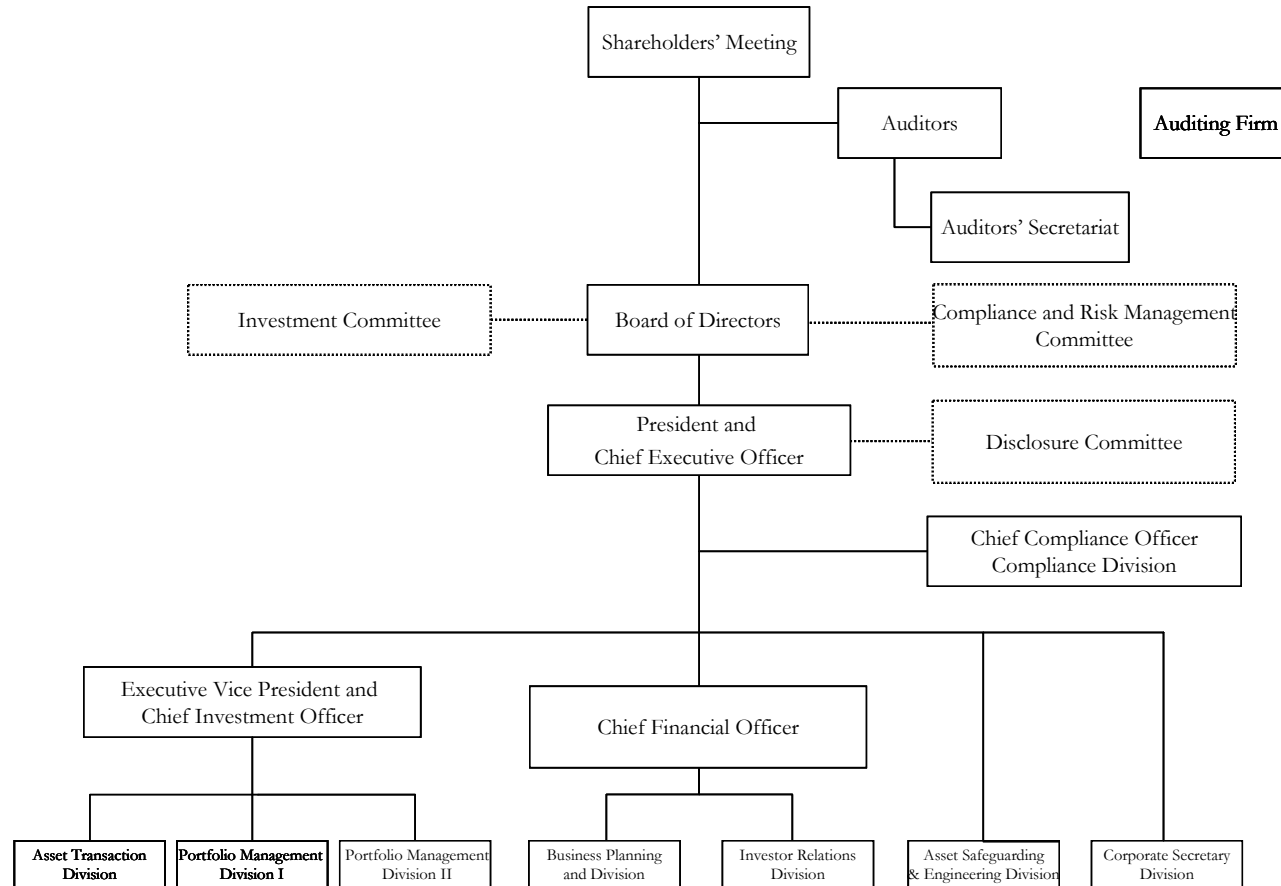 Shareholders’ Meeting
Auditors
Auditing Firm
Auditors’ Secretariat
Investment Committee
Board of Directors
Compliance and Risk Management
Committee
President and
Chief Executive Officer
Disclosure Committee
Chief Compliance Officer
Compliance Division
Executive Vice President and
Chief Investment Officer
Chief Financial Officer
Asset Transaction
Division
Portfolio Management
Division I
Portfolio Management
Division II
Business Planning
and Division
Investor Relations
Division
Asset Safeguarding
& Engineering Division
Corporate Secretary
Division